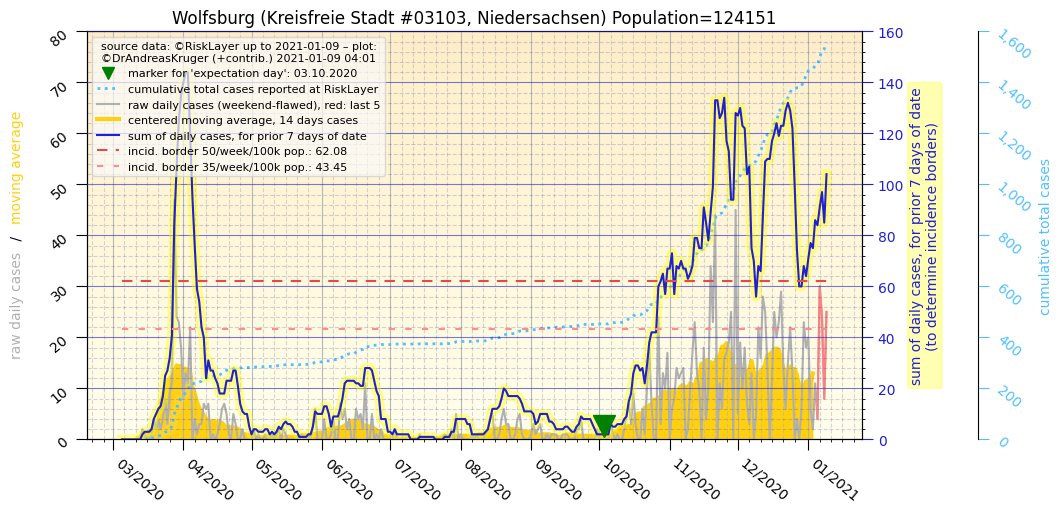 Wolfsburg (Kreisfreie Stadt #03103, Niedersachsen) Population=124151
source data: ©RiskLayer up to 2021-01-09 – plot:
©DrAndreasKruger (+contrib.) 2021-01-09 04:01
marker for 'expectation day': 03.10.2020
cumulative total cases reported at RiskLayer
raw daily cases (weekend-flawed), red: last 5
centered moving average, 14 days cases
sum of daily cases, for prior 7 days of date
incid. border 50/week/100k pop.: 62.08
incid. border 35/week/100k pop.: 43.45
raw daily cases / moving average
80
70
60
50
40
30
20
10
0
03/2020
04/2020
05/2020
06/2020
07/2020
08/2020
09/2020
10/2020
11/2020
12/2020
01/2021
160
140
120
100
80
60
40
20
0
sum of daily cases, for prior 7 days of date
(to determine incidence borders)
1,600
1,400
1,200
1,000
800
600
400
200
0
cumulative total cases